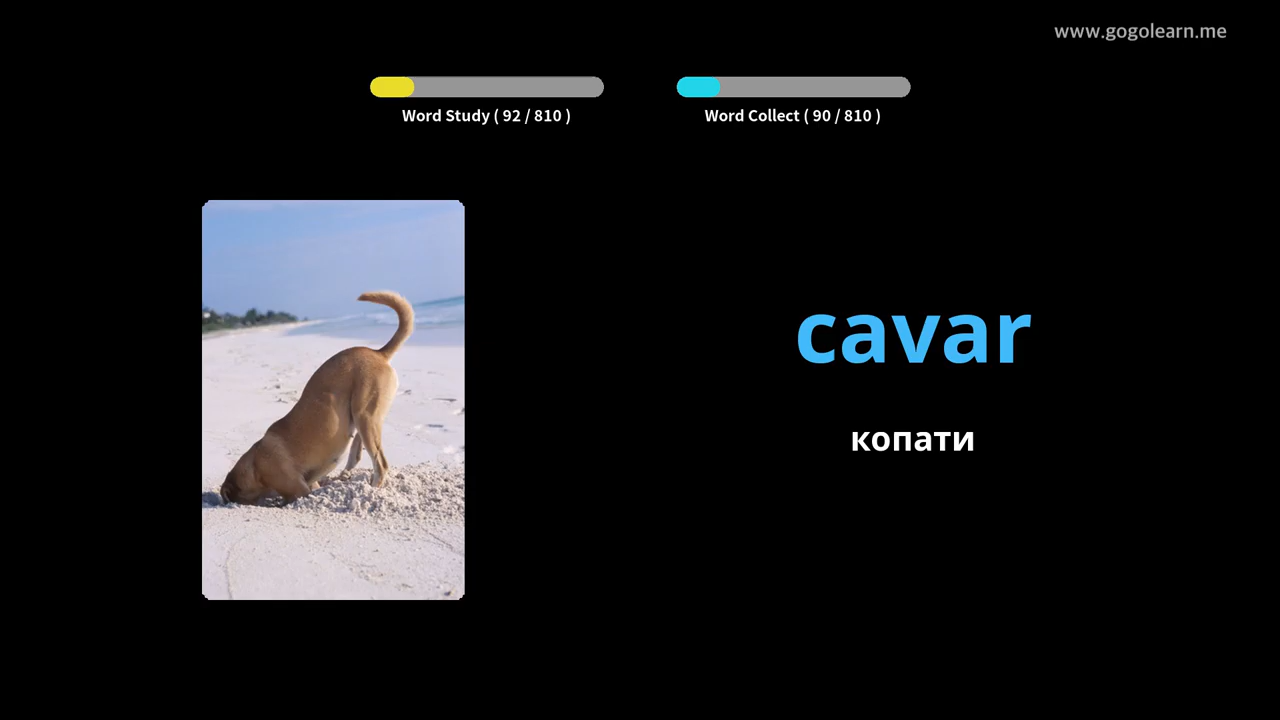 www.gogolearn.me
Word Study ( 92 / 810 )
Word Collect ( 90 / 810 )
cavar
копати